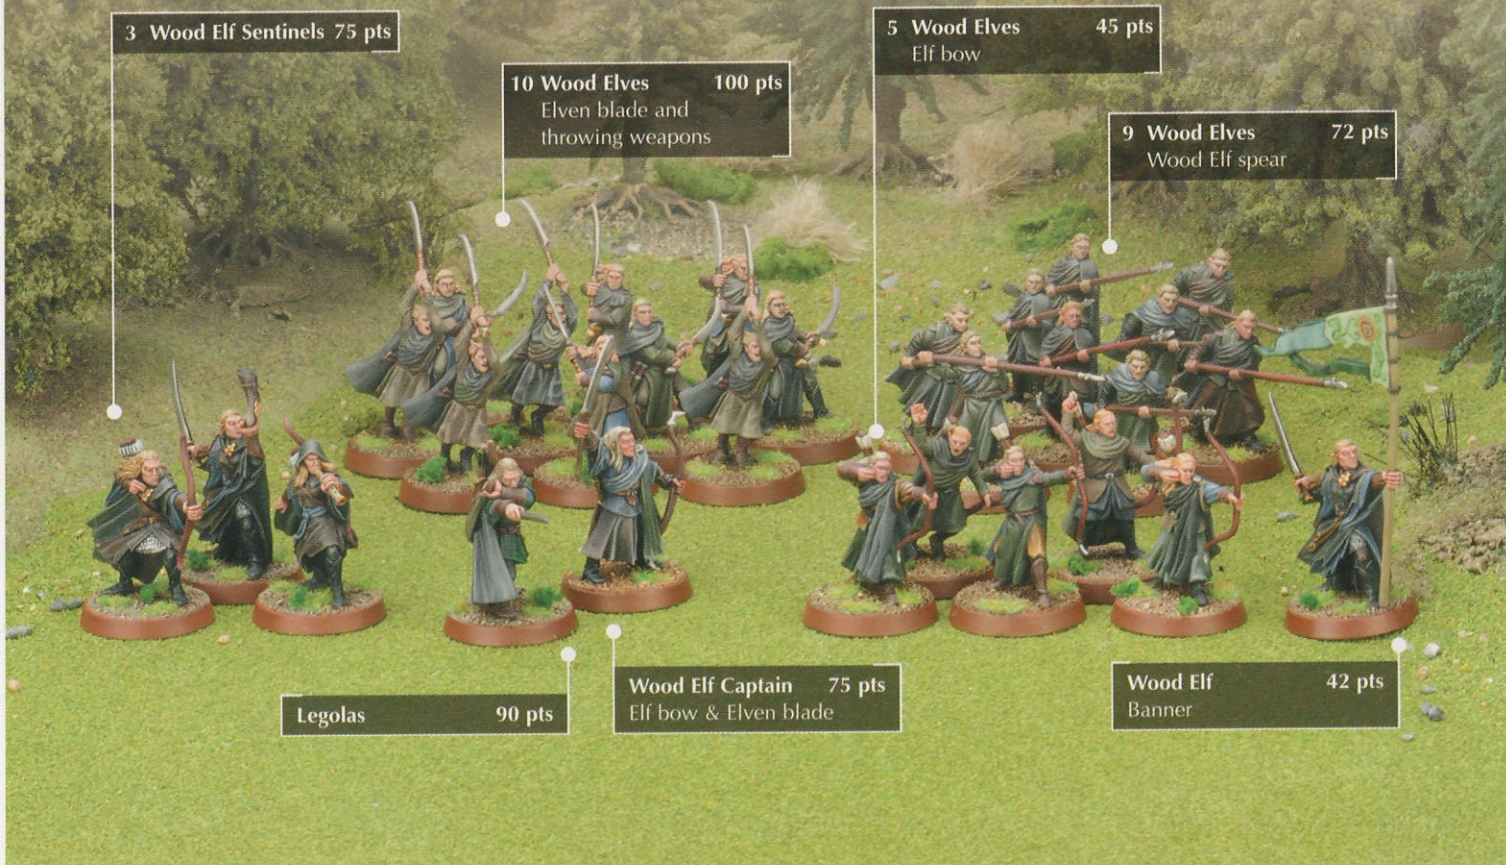 3 Wood Elf Sentinels 75 pts
10 Wood Elves 100 pts
Elven blade and
throwing weapons
5 Wood Elves 45 pts
Elf bow
9 Wood Elves 72 pts
Wood Elf spear
Legolas 90 pts
Wood Elf Captain 75 pts
Elf bow & Elven blade
Wood Elf 42 pts
Banner